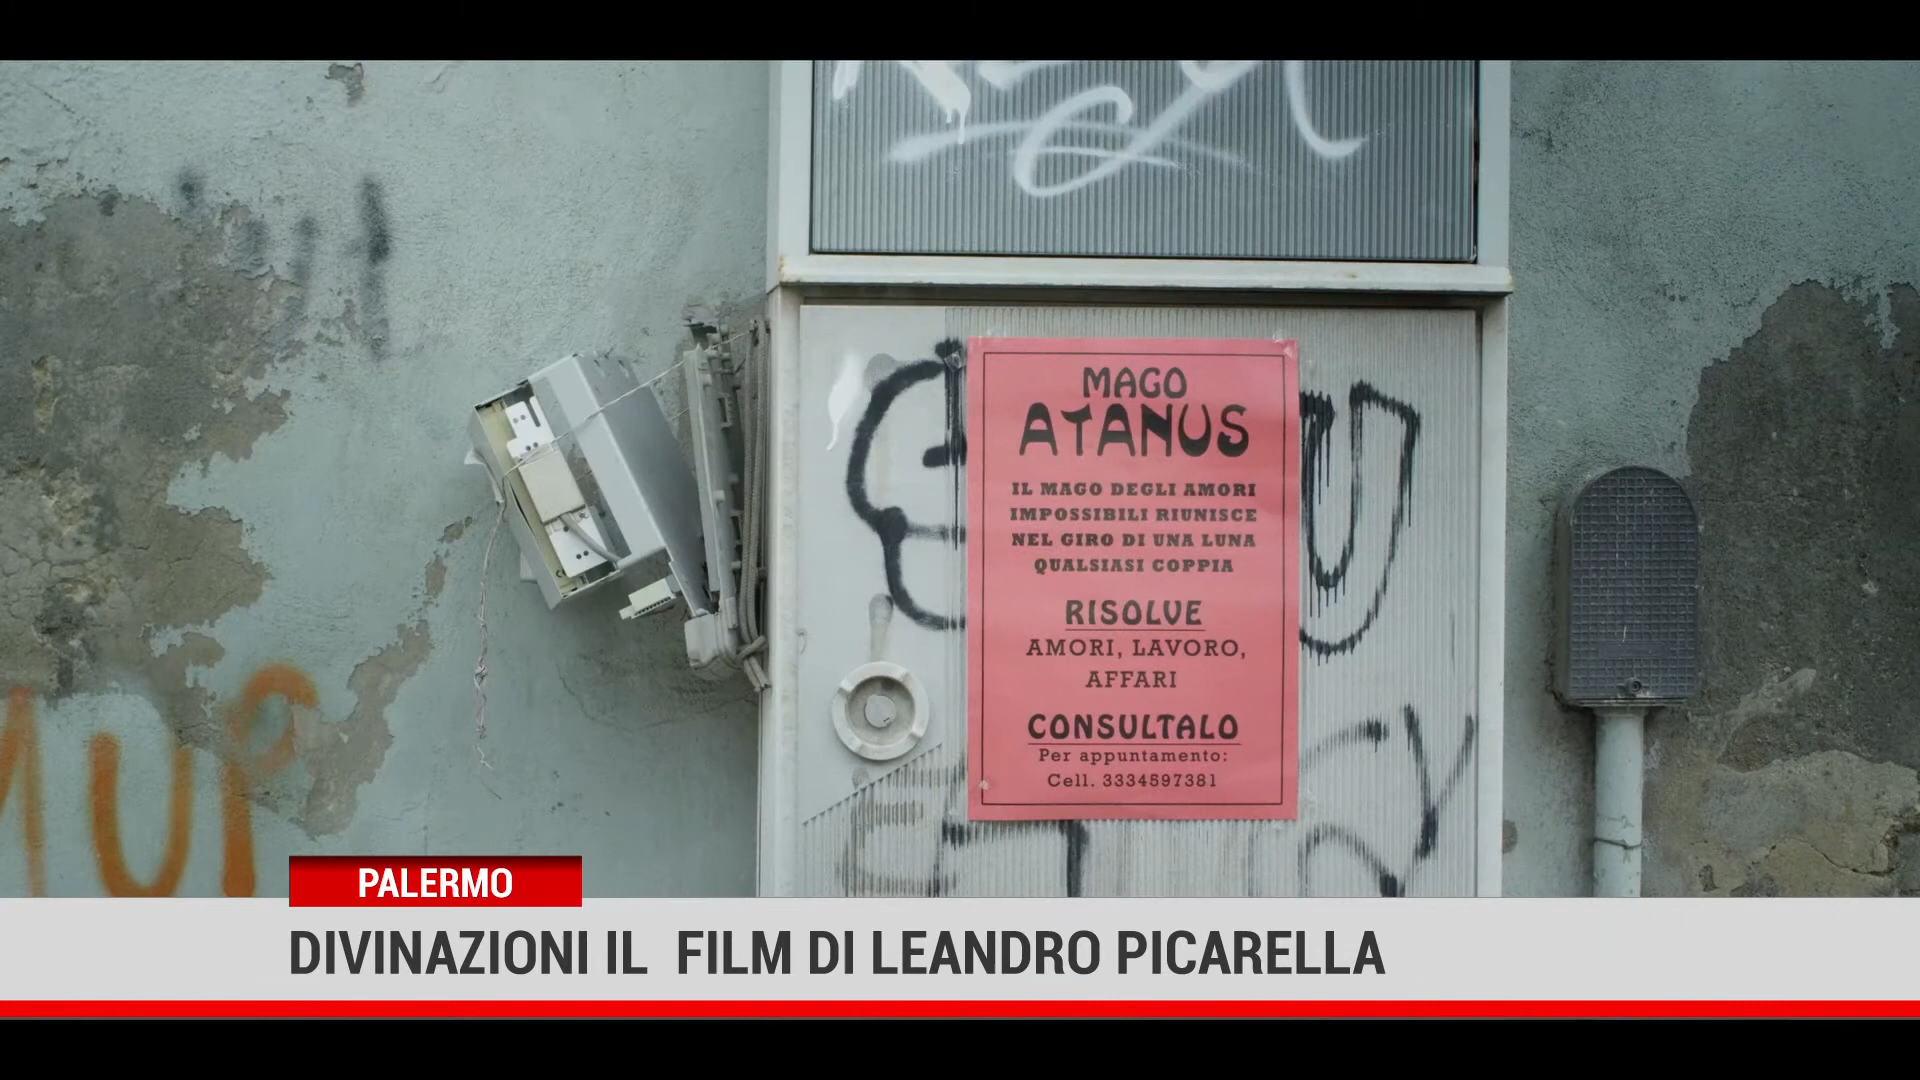 MAGO
ATANUS
IL MAGO DEGLI AMORI
IMPOSSIBILI RIUNISCE
NEL GIRO DI UNA LUNA
QUALSIASI COPPIA
RISOLVE
AMORI, LAVORO,
AFFARI
CONSULTALO
Per appuntamento:
Cell. 3334597381
PALERMO
DIVINAZIONI IL FILM DI LEANDRO PICARELLA